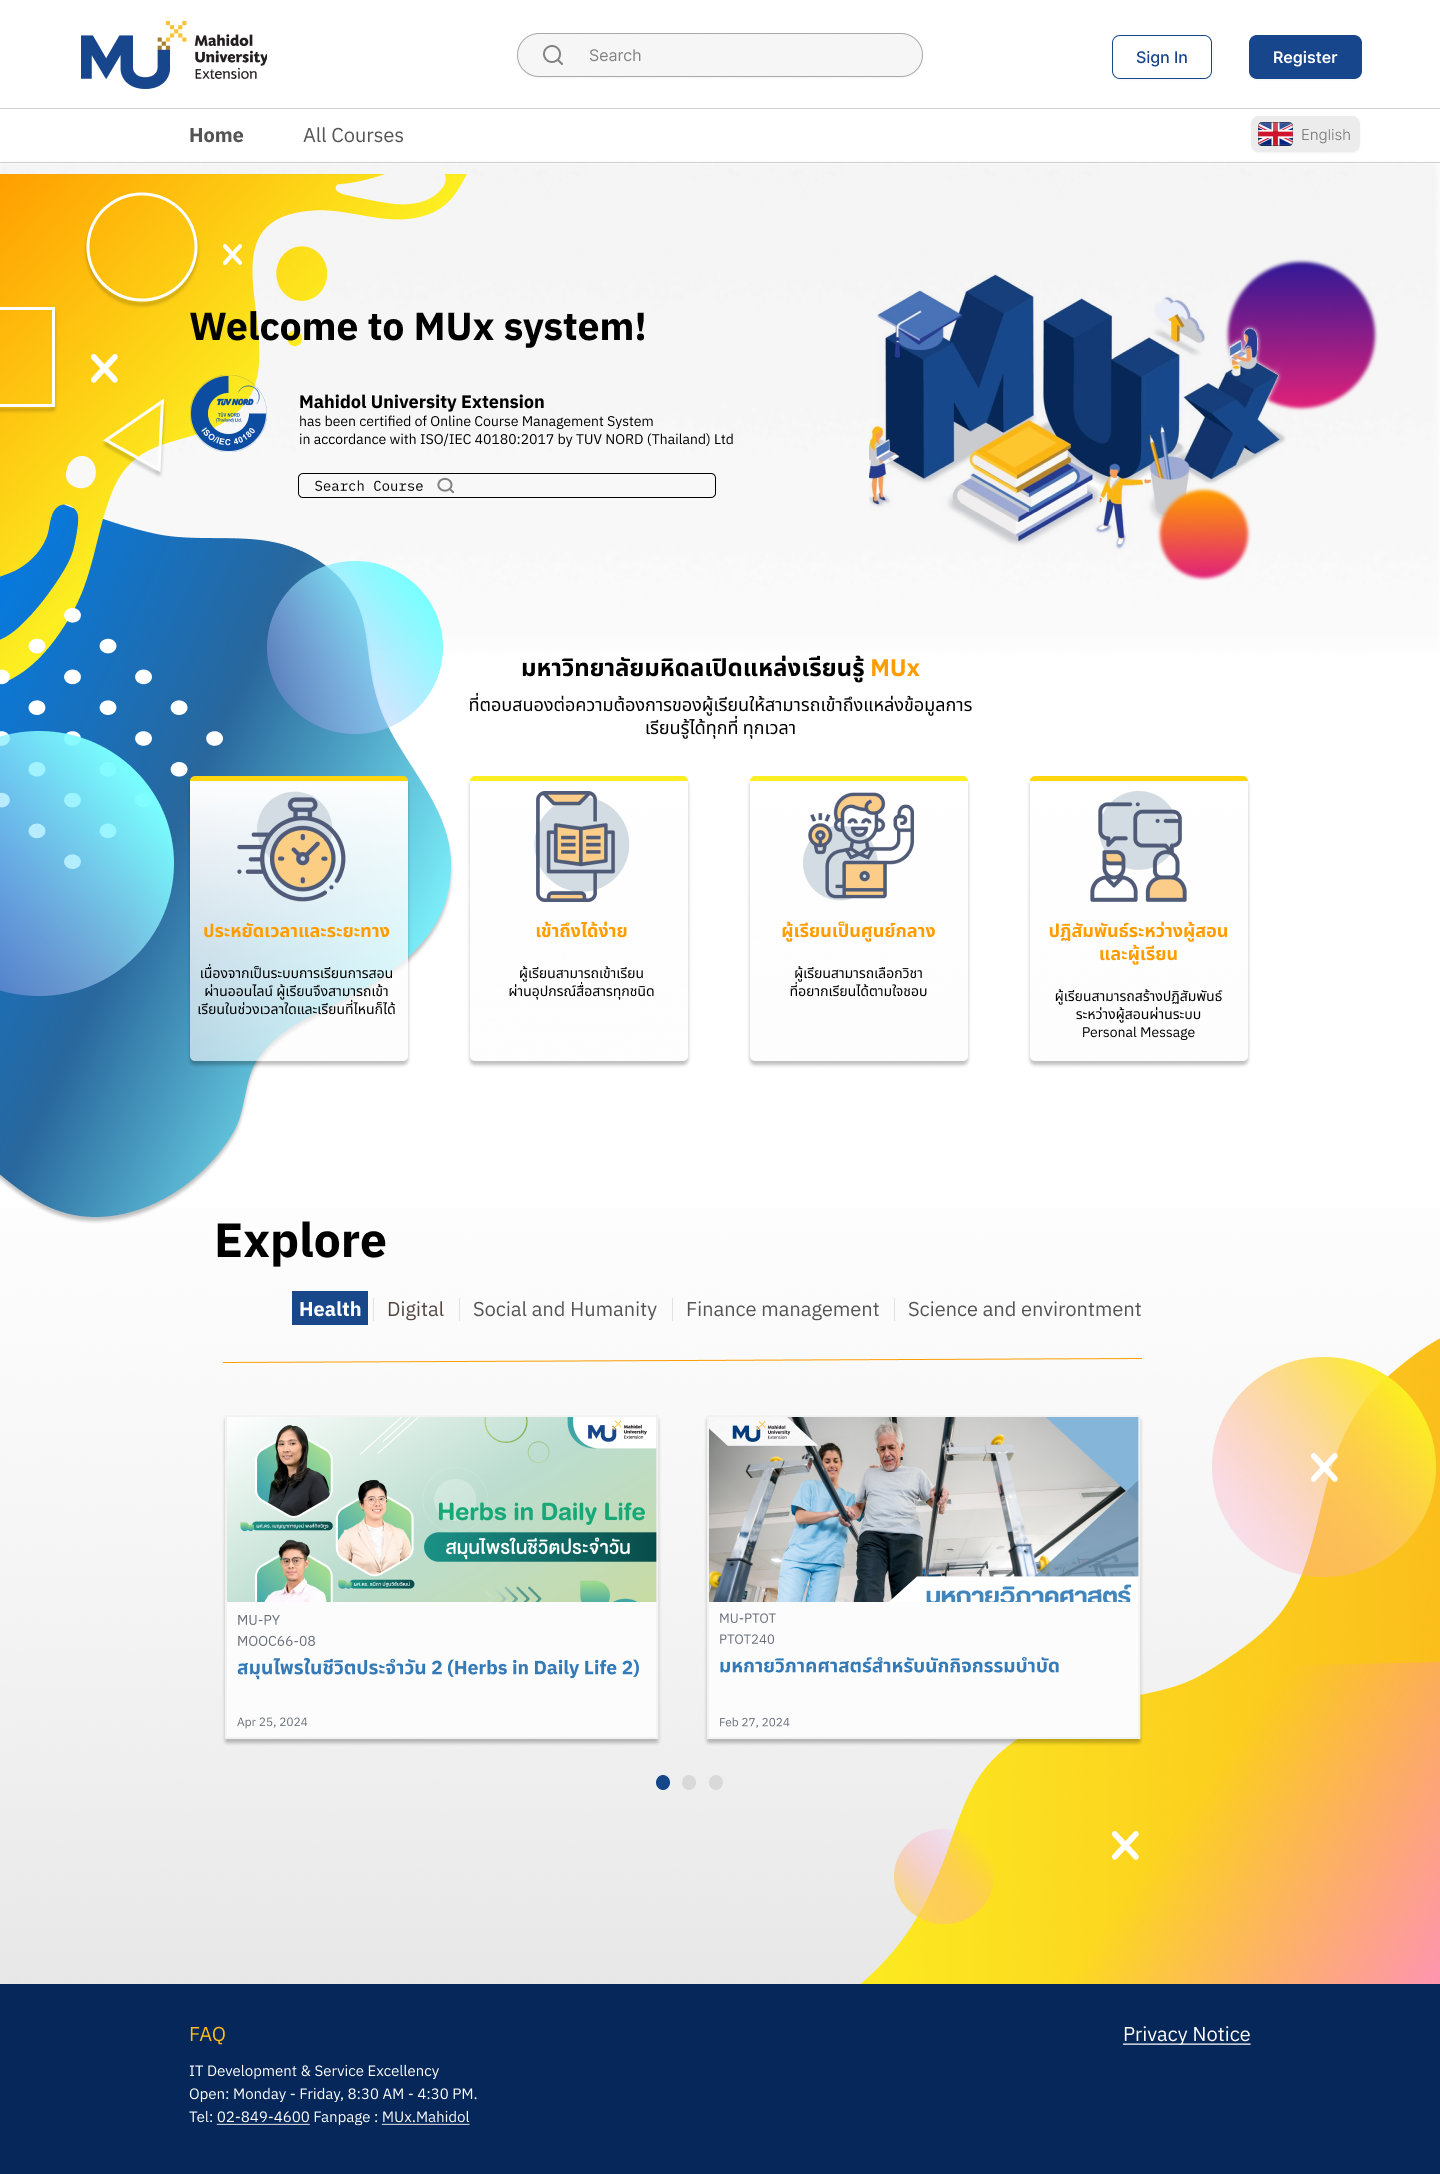 Mahidol
University
Extension
Search
Sign In
Register
Home
All Courses
English
Welcome to MUx system!
TUV NORD
TÜV NORD
(Thailand) Ltd.
ISO/IEC 40180
Mahidol University Extension
has been certified of Online Course Management System
in accordance with ISO/IEC 40180:2017 by TUV NORD (Thailand) Ltd
Search Course
MUx
มหาวิทยาลัยมหิดลเปิดแหล่งเรียนรู้ MUx
ที่ตอบสนองต่อความต้องการของผู้เรียนให้สามารถเข้าถึงแหล่งข้อมูลการ
เรียนรู้ได้ทุกที่ ทุกเวลา
ประหยัดเวลาและระยะทาง
เนื่องจากเป็นระบบการเรียนการสอน
ผ่านออนไลน์ ผู้เรียนจึงสามารถเข้า
เรียนในช่วงเวลาใดและเรียนที่ไหนก็ได้
เข้าถึงได้ง่าย
ผู้เรียนสามารถเข้าเรียน
ผ่านอุปกรณ์สื่อสารทุกชนิด
ผู้เรียนเป็นศูนย์กลาง
ผู้เรียนสามารถเลือกวิชา
ที่อยากเรียนได้ตามใจชอบ
ปฏิสัมพันธ์ระหว่างผู้สอน
และผู้เรียน
ผู้เรียนสามารถสร้างปฏิสัมพันธ์
ระหว่างผู้สอนผ่านระบบ
Personal Message
Explore
Health
Digital
Social and Humanity
Finance management
Science and environtment
MU Mahidol
University
Extension
Herbs in Daily Life
สมุนไพรในชีวิตประจำวัน
MU-PY
MOOC66-08
สมุนไพรในชีวิตประจำวัน 2 (Herbs in Daily Life 2)
Apr 25, 2024
MU Mahidol
University
Extension
มหกายวิภาคศาสตร์
MU-PTOT
PTOT240
มหกายวิภาคศาสตร์สำหรับนักกิจกรรมบำบัด
Feb 27, 2024
FAQ
Privacy Notice
IT Development & Service Excellency
Open: Monday - Friday, 8:30 AM - 4:30 PM.
Tel: 02-849-4600 Fanpage : MUx.Mahidol